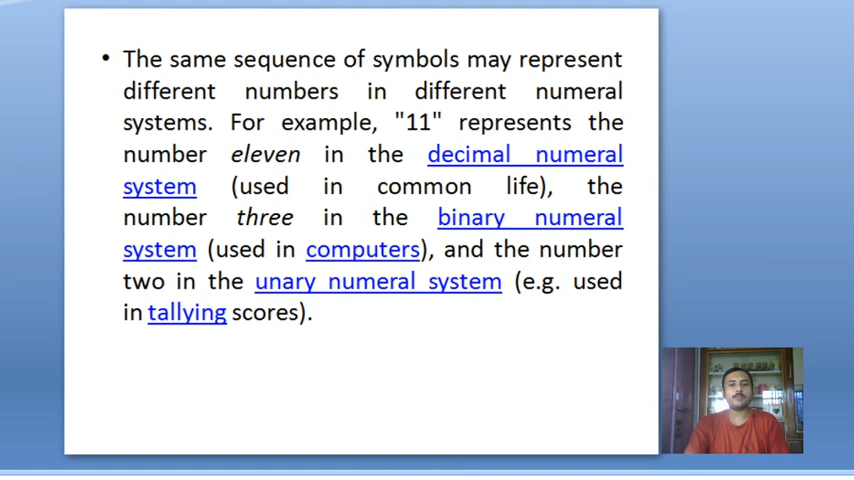 • The same sequence of symbols may represent
different numbers in different numeral
systems. For example, "11" represents the
number eleven in the decimal numeral
system (used in common life), the
number three in the binary numeral
system (used in computers), and the number
two in the unary numeral system (e.g. used
in tallying scores).